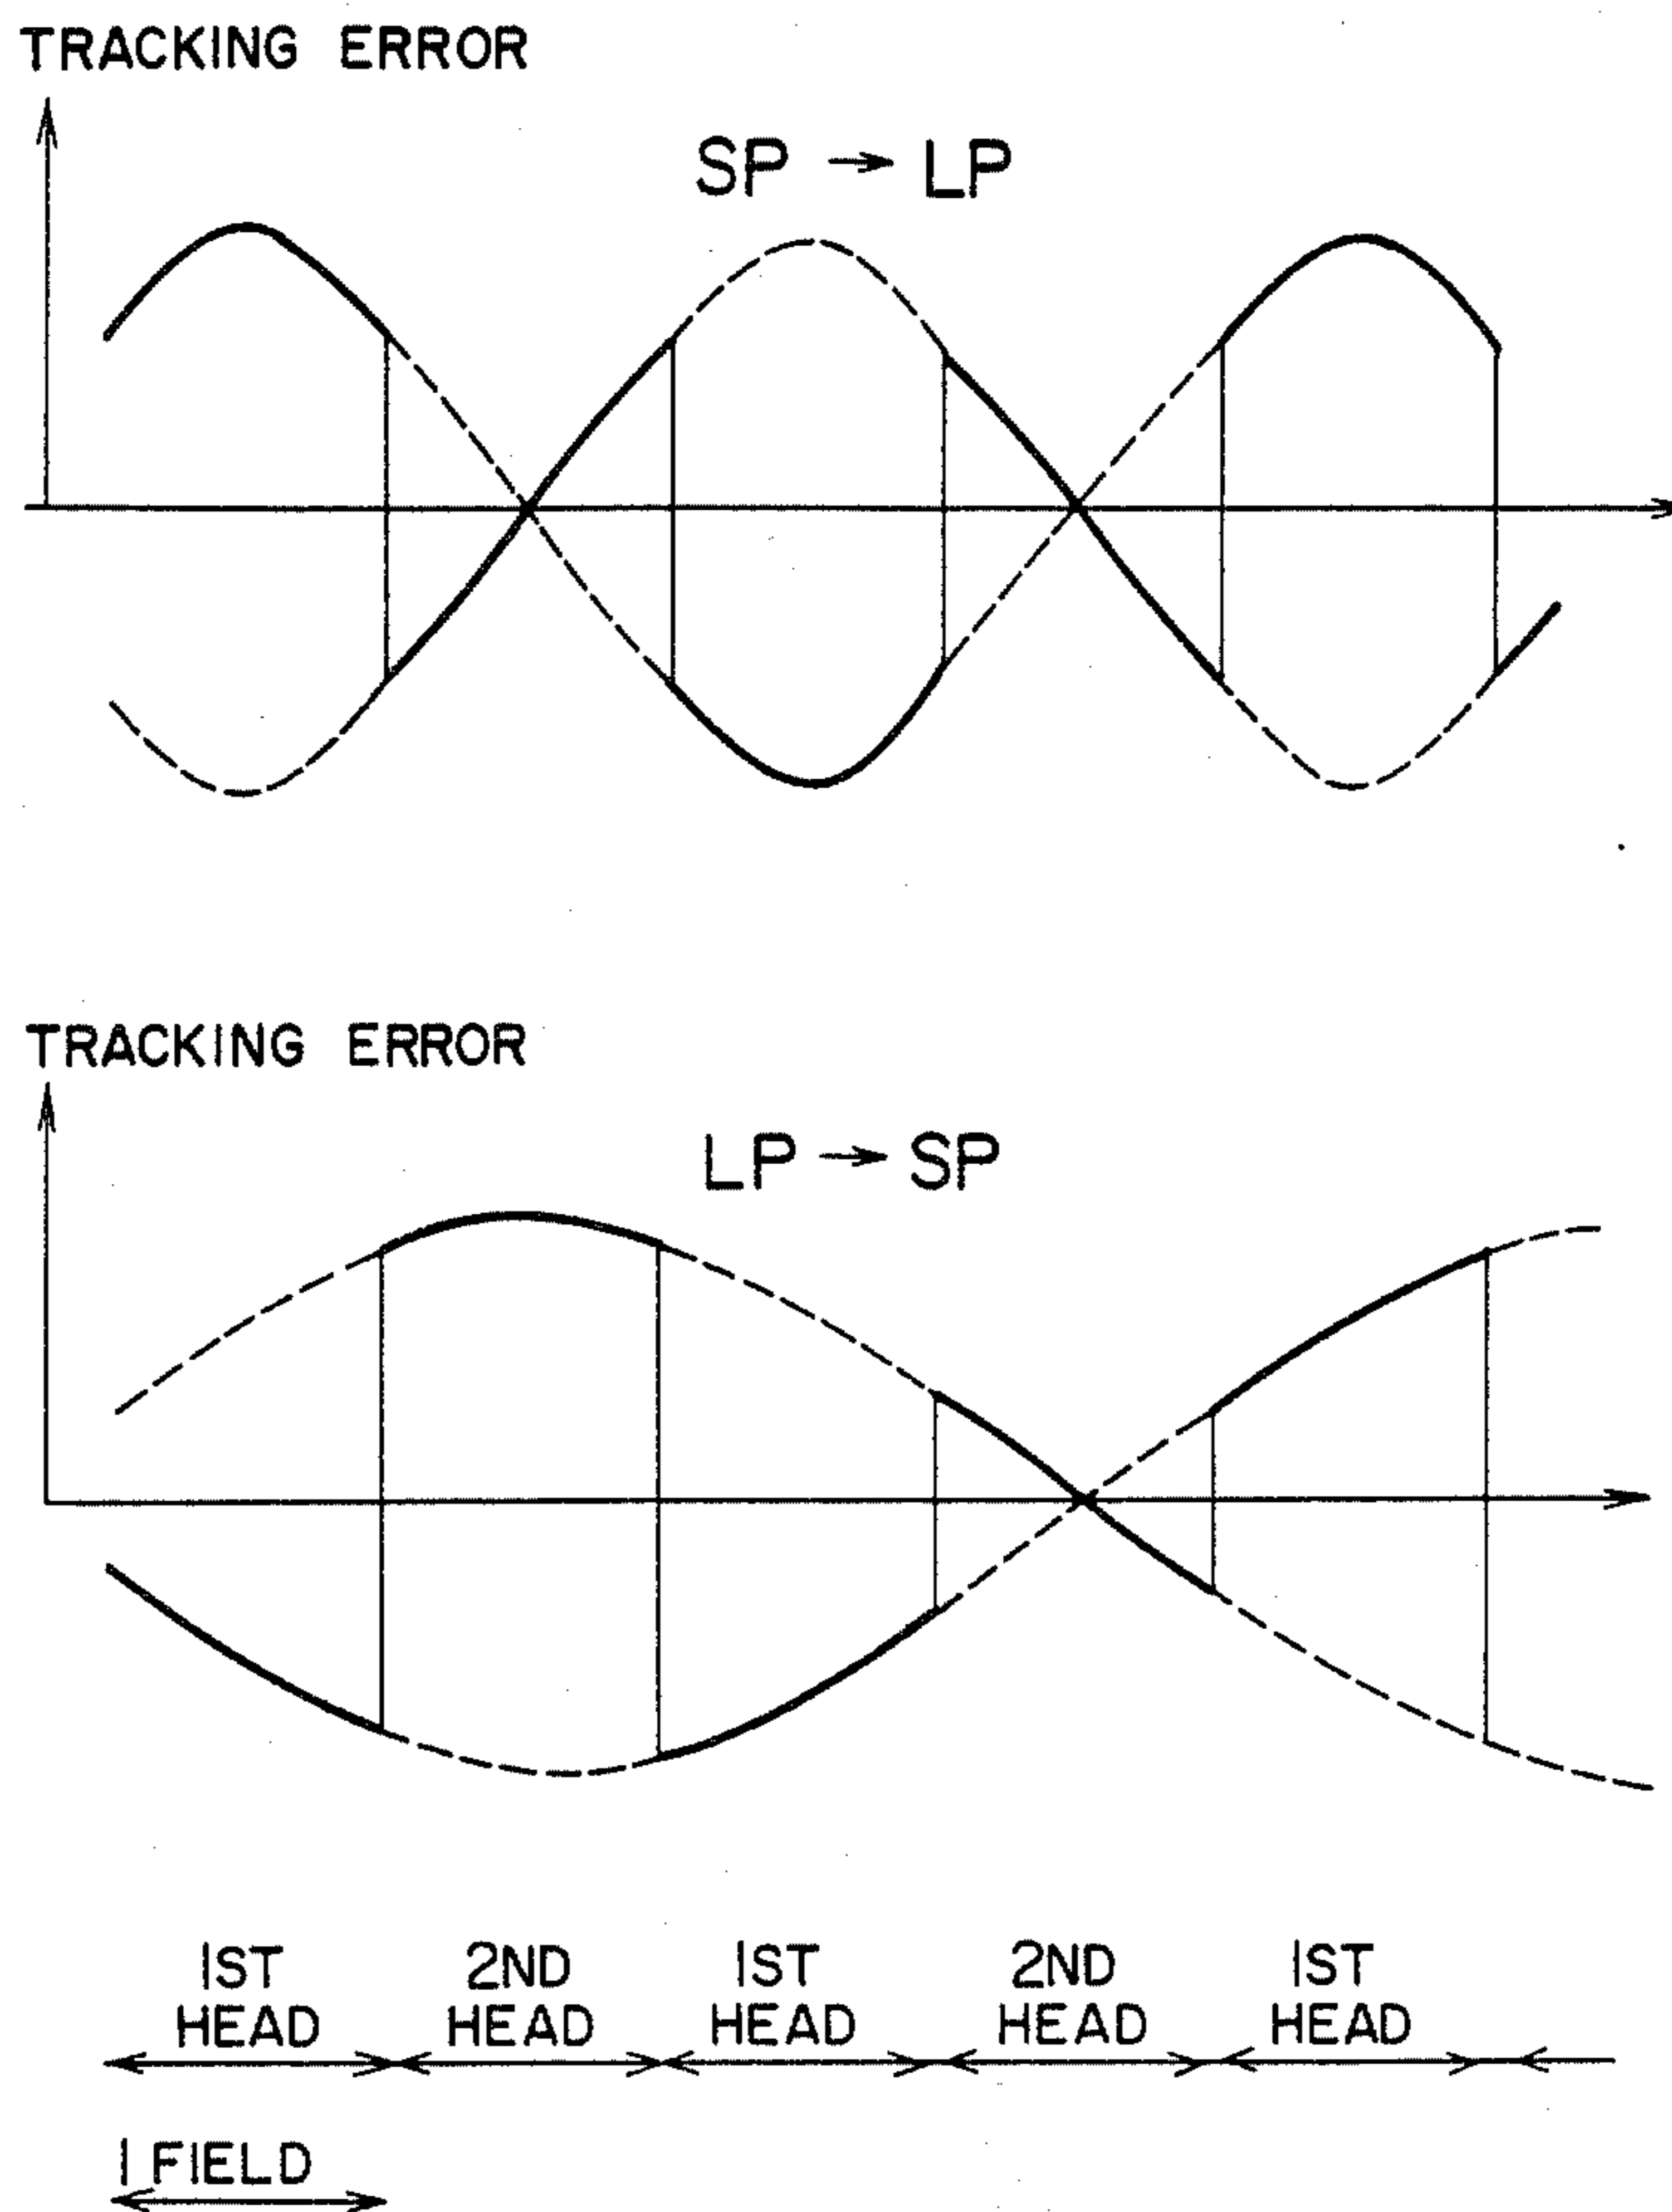 TRACKING ERROR
SP → LP
TRACKING ERROR
LP → SP
1ST HEAD
2ND HEAD
1ST HEAD
2ND HEAD
1ST HEAD
1 FIELD